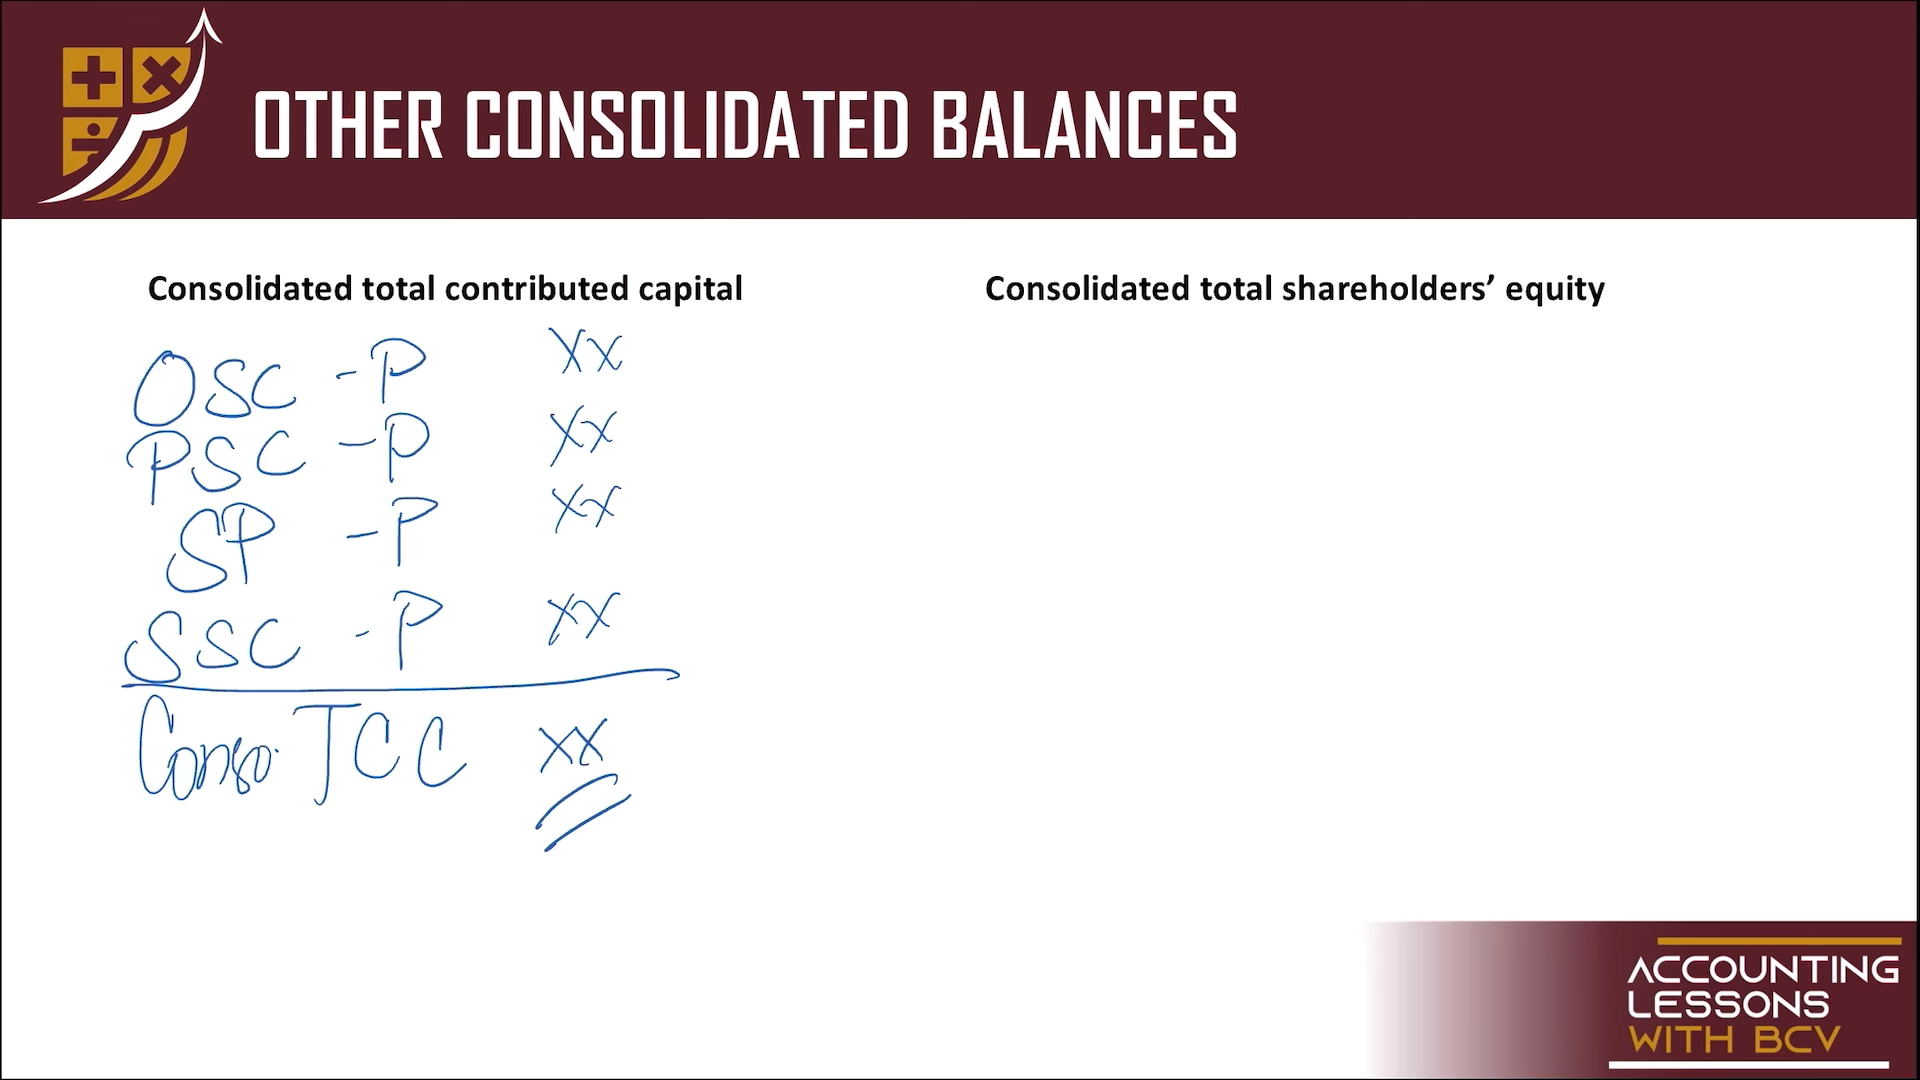 OTHER CONSOLIDATED BALANCES
Consolidated total contributed capital
OSC - P XX
PSC - P XX
SP - P XX
SSC - P XX
Conso. TCC XX
Consolidated total shareholders’ equity
ACCOUNTING
LESSONS
WITH BCV